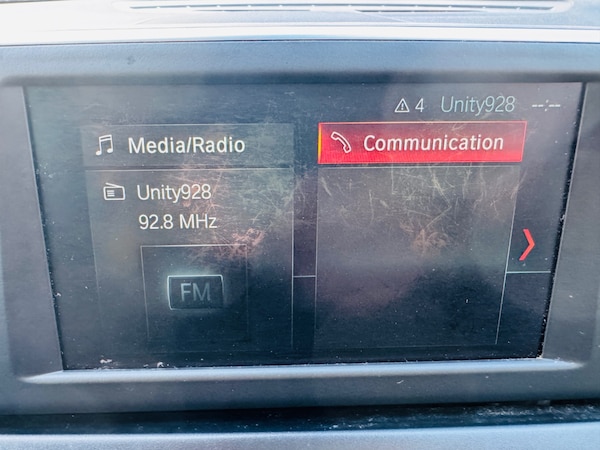 4 Unity928 --:--
Media/Radio
Communication
Unity928
92.8 MHz
FM